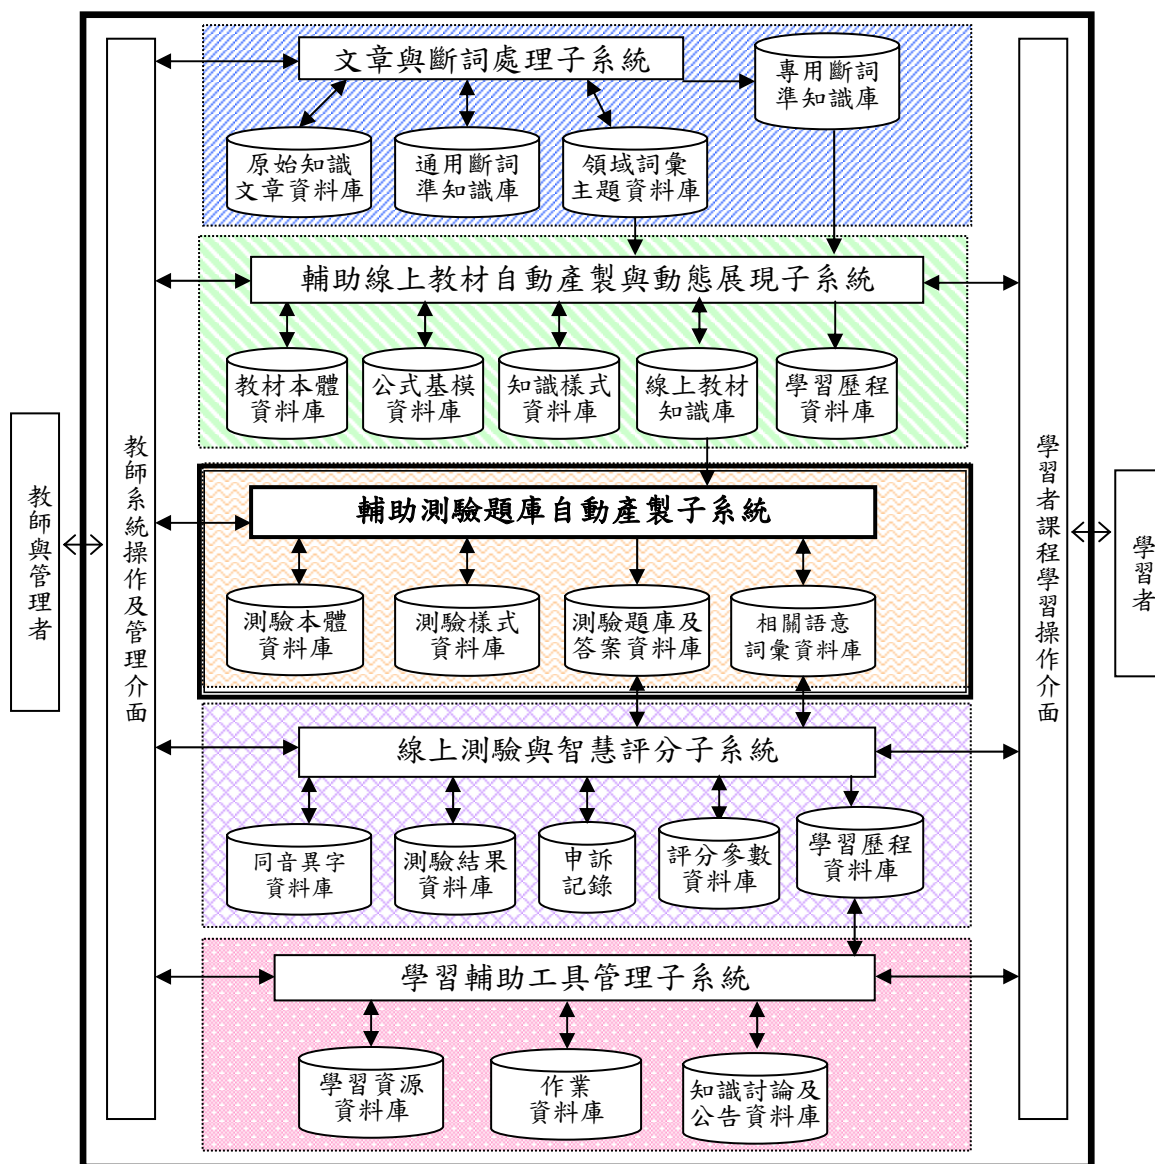 文章與斷詞處理子系統
專用斷詞
準知識庫
原始知識
文章資料庫
通用斷詞
準知識庫
領域詞彙
主題資料庫
輔助線上教材自動產製與動態展現子系統
教材本體
資料庫
公式基模
資料庫
知識樣式
資料庫
線上教材
知識庫
學習歷程
資料庫
教師與管理者
教師系統操作及管理介面
輔助測驗題庫自動產製子系統
測驗本體
資料庫
測驗樣式
資料庫
測驗題庫及
答案資料庫
相關語意
詞彙資料庫
學習者課程學習操作介面
學習者
線上測驗與智慧評分子系統
同音異字
資料庫
測驗結果
資料庫
申訴
記錄
評分參數
資料庫
學習歷程
資料庫
學習輔助工具管理子系統
學習資源
資料庫
作業
資料庫
知識討論及
公告資料庫